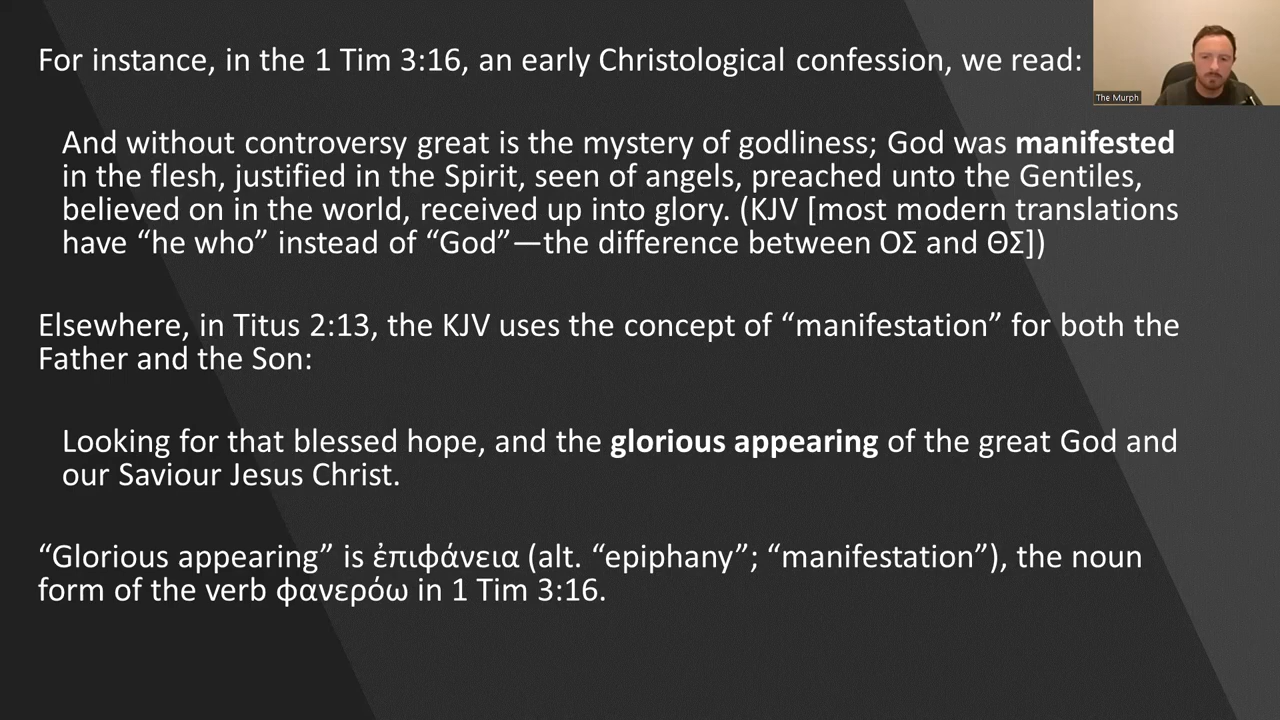 For instance, in the 1 Tim 3:16, an early Christological confession, we read:
The Murph
And without controversy great is the mystery of godliness; God was manifested
in the flesh, justified in the Spirit, seen of angels, preached unto the Gentiles,
believed on in the world, received up into glory. (KJV [most modern translations
have “he who” instead of “God”—the difference between ΟΣ and ΘΣ])
Elsewhere, in Titus 2:13, the KJV uses the concept of “manifestation” for both the
Father and the Son:
Looking for that blessed hope, and the glorious appearing of the great God and
our Saviour Jesus Christ.
“Glorious appearing” is ἐπιφάνεια (alt. “epiphany”; “manifestation”), the noun
form of the verb φανερόω in 1 Tim 3:16.